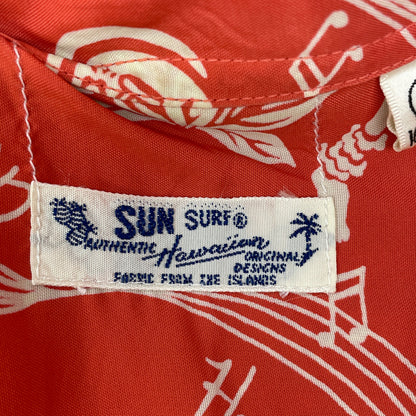 SUN SURF®
AUTHENTIC Hawaiian ORIGINAL
DESIGNS
FABRIC FROM THE ISLANDS